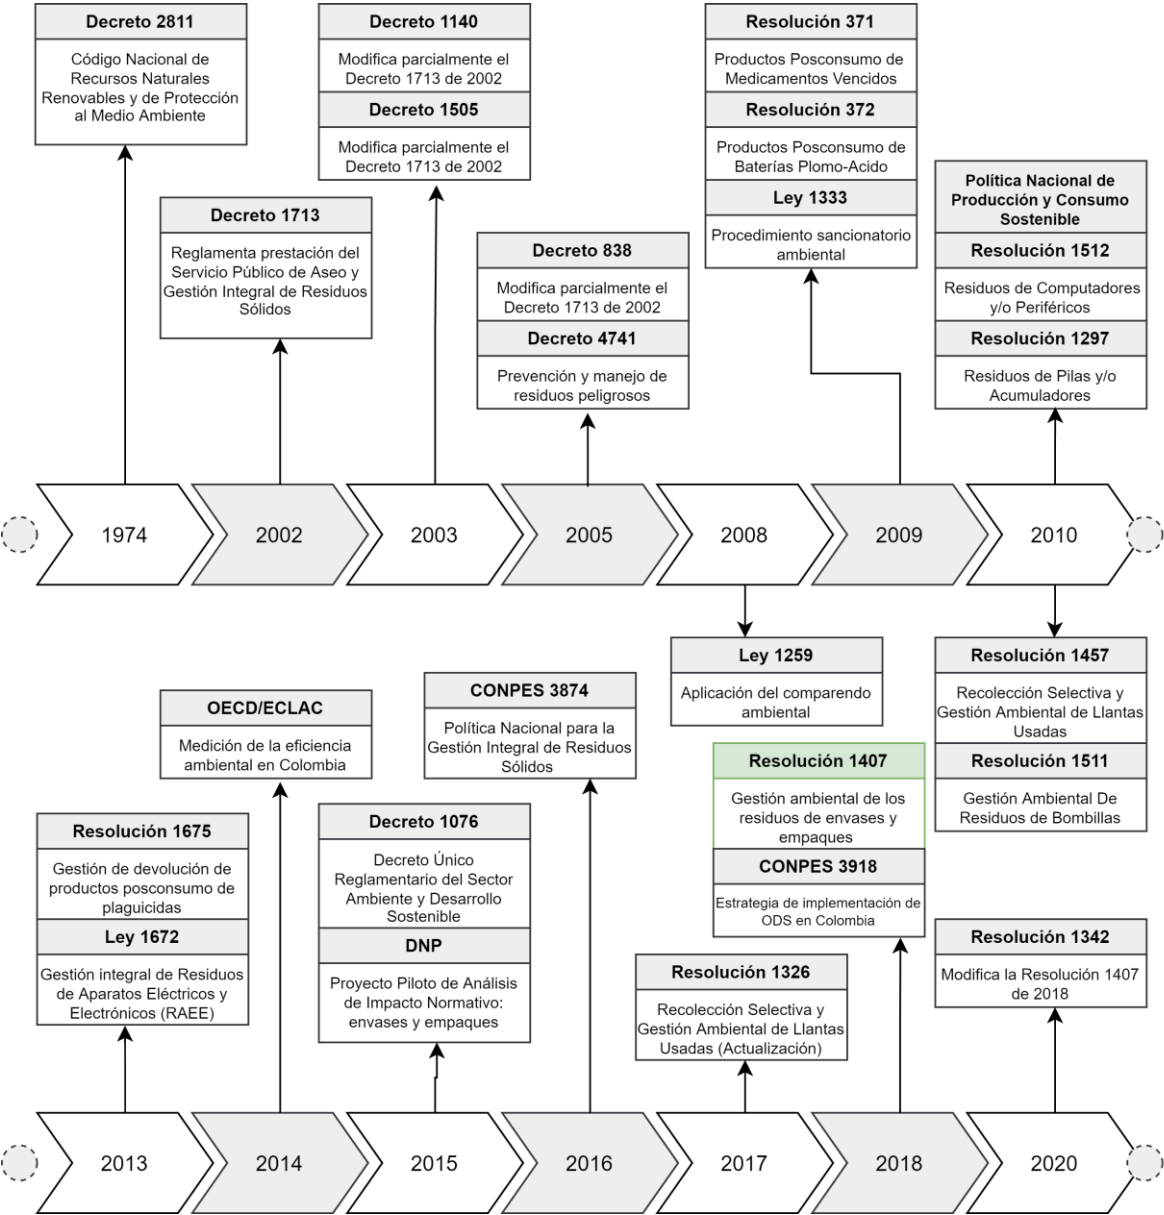 Decreto 2811
Código Nacional de
Recursos Naturales
Renovables y de Protección
al Medio Ambiente
Decreto 1713
Reglamenta prestación del
Servicio Público de Aseo y
Gestión Integral de Residuos
Sólidos
Decreto 1140
Modifica parcialmente el
Decreto 1713 de 2002
Decreto 1505
Modifica parcialmente el
Decreto 1713 de 2002
Decreto 838
Modifica parcialmente el
Decreto 1713 de 2002
Decreto 4741
Prevención y manejo de
residuos peligrosos
Resolución 371
Productos Posconsumo de
Medicamentos Vencidos
Resolución 372
Productos Posconsumo de
Baterías Plomo-Acido
Ley 1333
Procedimiento sancionatorio
ambiental
Política Nacional de
Producción y Consumo
Sostenible
Resolución 1512
Residuos de Computadores
y/o Periféricos
Resolución 1297
Residuos de Pilas y/o
Acumuladores
1974
2002
2003
2005
2008
2009
2010
Ley 1259
Aplicación del comparendo
ambiental
Resolución 1457
Recolección Selectiva y
Gestión Ambiental de Llantas
Usadas
Resolución 1511
Gestión Ambiental De
Residuos de Bombillas
Resolución 1675
Gestión de devolución de
productos posconsumo de
plaguicidas
Ley 1672
Gestión integral de Residuos
de Aparatos Eléctricos y
Electrónicos (RAEE)
OECD/ECLAC
Medición de la eficiencia
ambiental en Colombia
Decreto 1076
Decreto Único
Reglamentario del Sector
Ambiente y Desarrollo
Sostenible
DNP
Proyecto Piloto de Análisis
de Impacto Normativo:
envases y empaques
CONPES 3874
Política Nacional para la
Gestión Integral de Residuos
Sólidos
Resolución 1326
Recolección Selectiva y
Gestión Ambiental de Llantas
Usadas (Actualización)
Resolución 1407
Gestión ambiental de los
residuos de envases y
empaques
CONPES 3918
Estrategia de implementación de
ODS en Colombia
Resolución 1342
Modifica la Resolución 1407
de 2018
2013
2014
2015
2016
2017
2018
2020